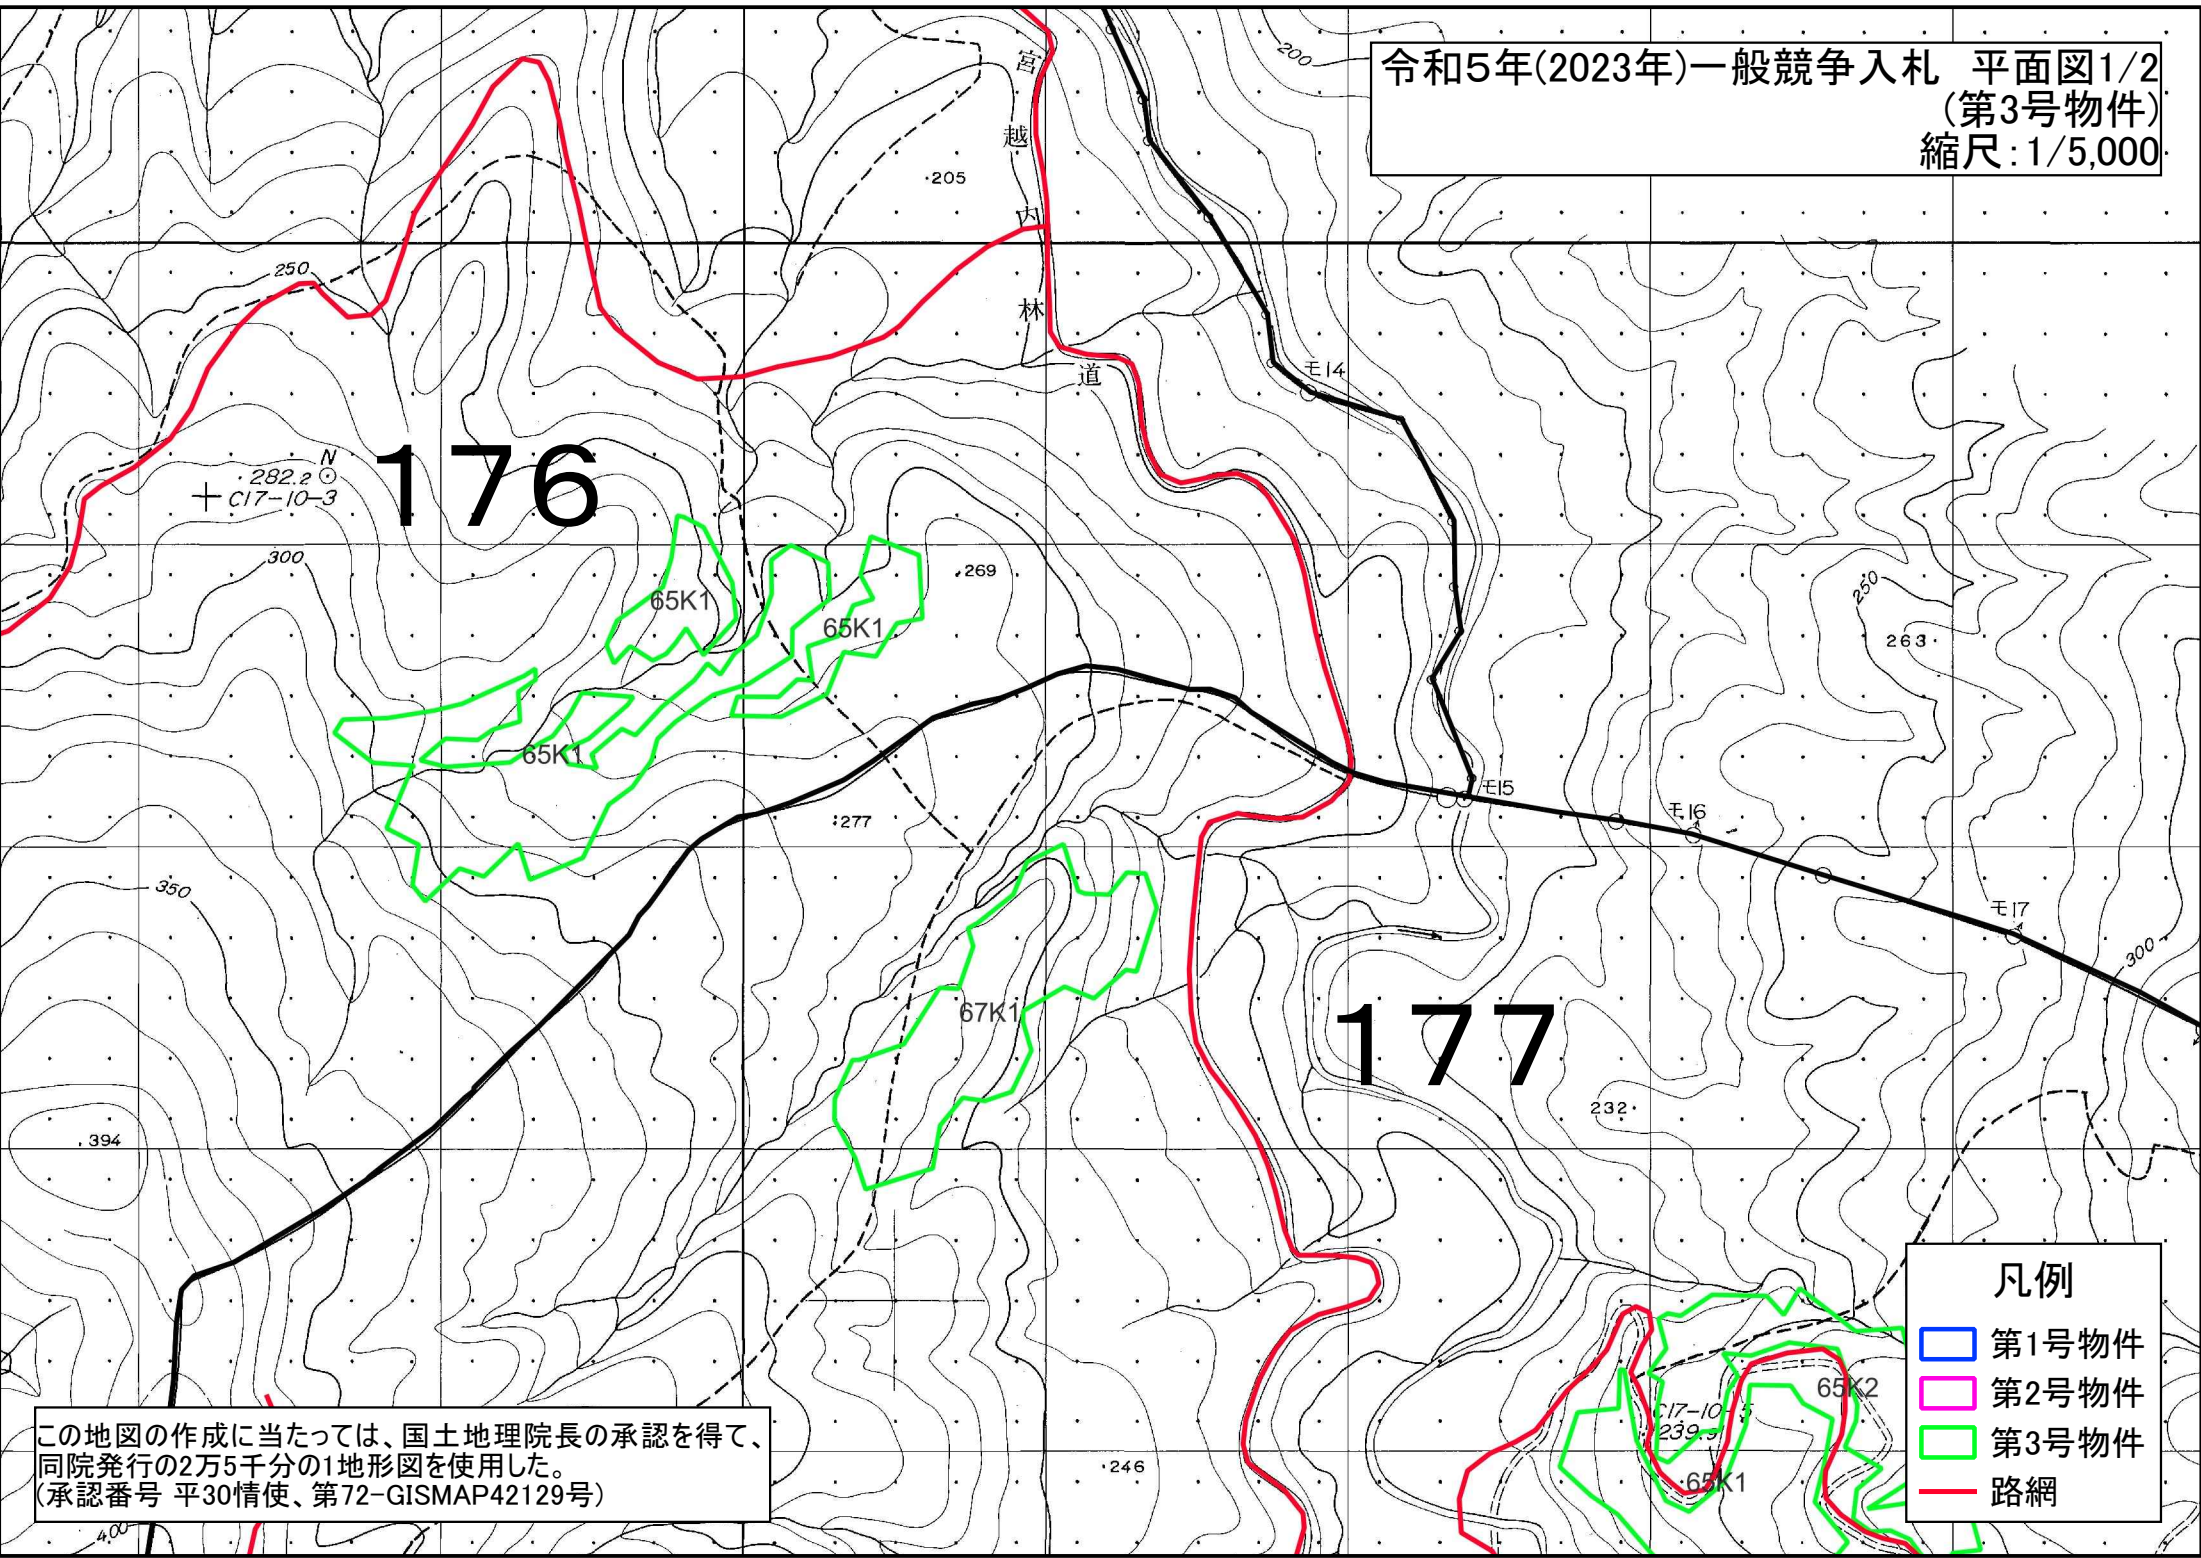 令和5年(2023年)一般競争入札　平面図1/2
(第3号物件)
縮尺：1/5,000
200
宮
越
内
林
道
・205
250
モ14
176
N
・282.2
C17-10-3
300
65K1
65K1
・269
250
263・
65K1
モ15
モ16
・277
350
モ17
300
67K1
177
232・
・394
凡例
第1号物件
第2号物件
第3号物件
路網
65K2
C17-10-5
239.9
65K1
・246
この地図の作成に当たっては、国土地理院長の承認を得て、
同院発行の2万5千分の1地形図を使用した。
(承認番号 平30情使、第72-GISMAP42129号)
400